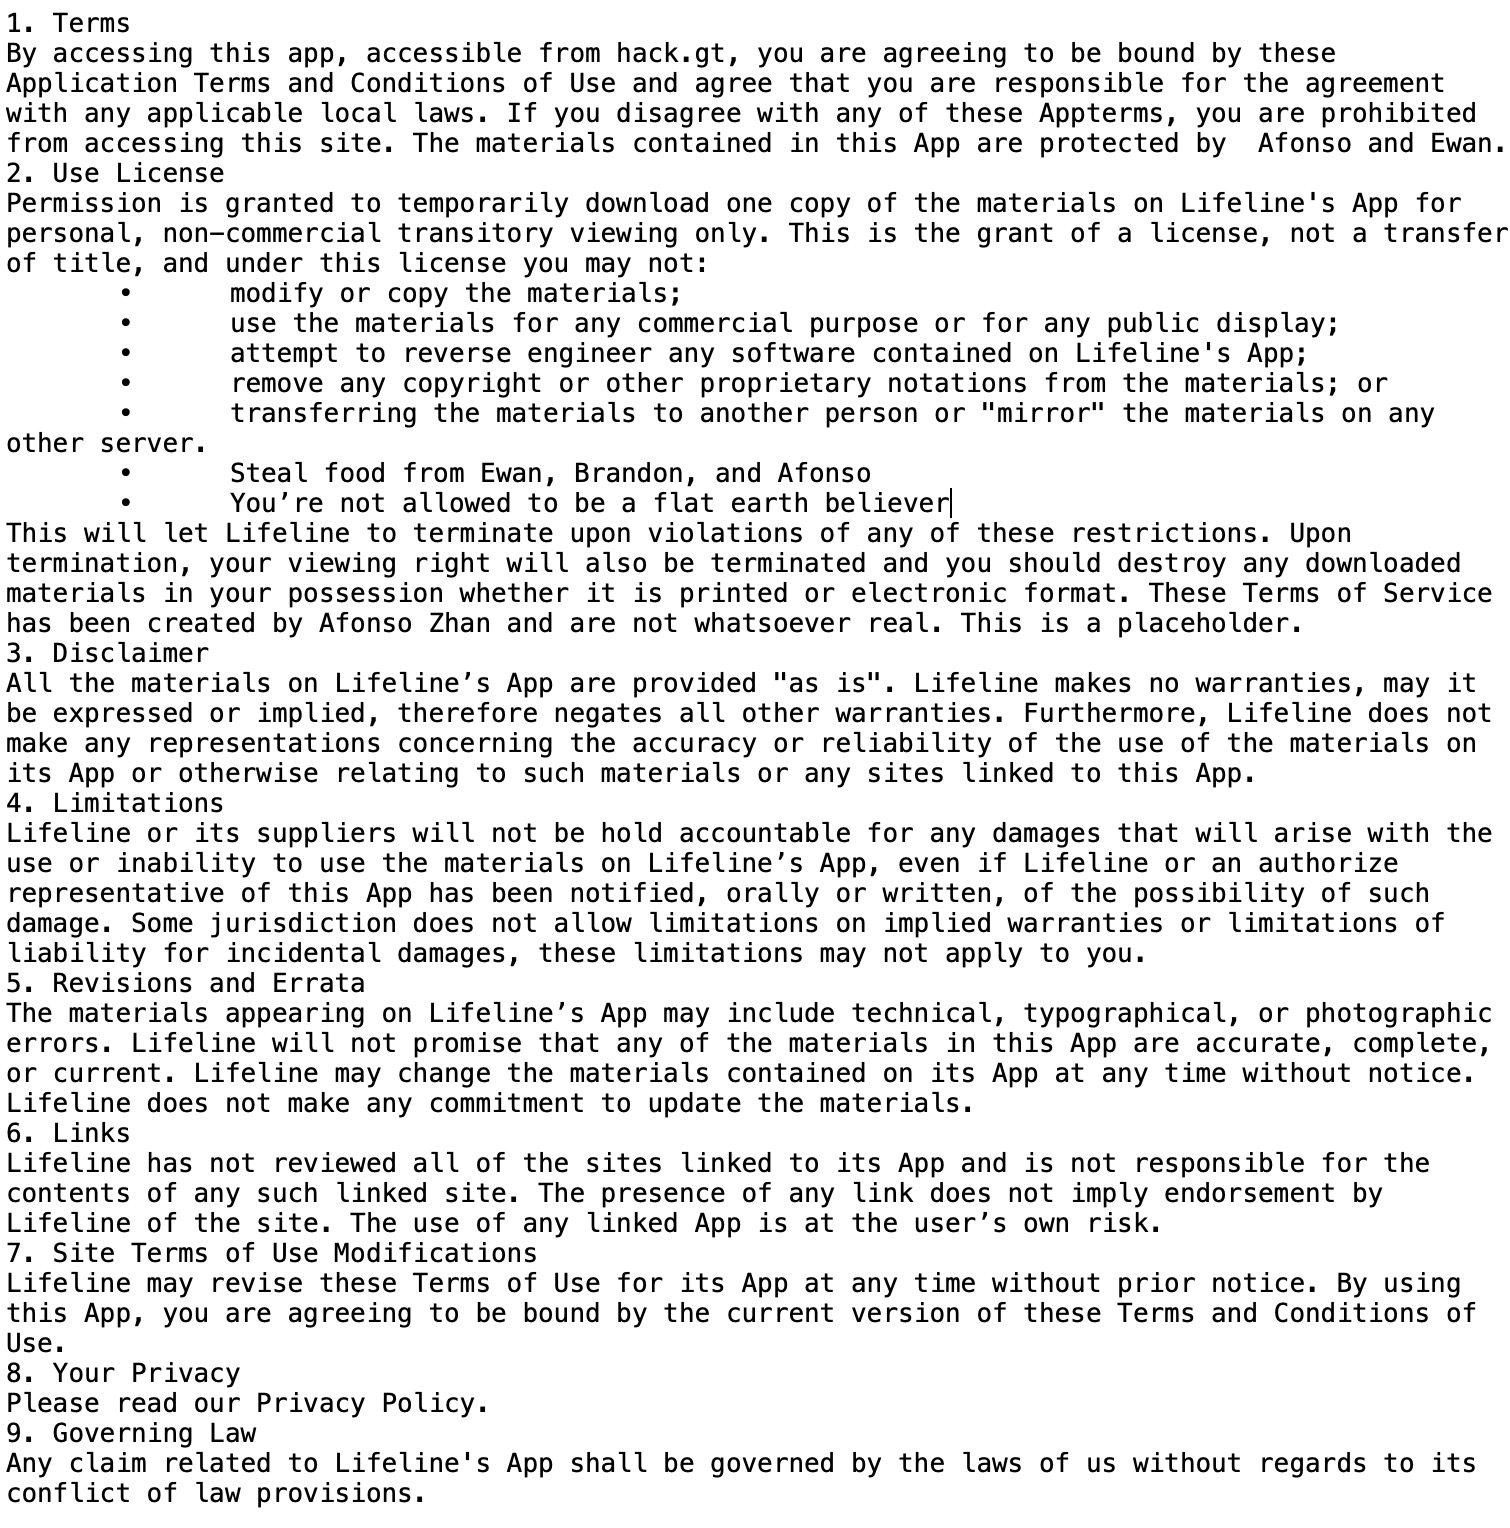 1. Terms
By accessing this app, accessible from hack.gt, you are agreeing to be bound by these
Application Terms and Conditions of Use and agree that you are responsible for the agreement
with any applicable local laws. If you disagree with any of these Appterms, you are prohibited
from accessing this site. The materials contained in this App are protected by  Afonso and Ewan.
2. Use License
Permission is granted to temporarily download one copy of the materials on Lifeline's App for
personal, non-commercial transitory viewing only. This is the grant of a license, not a transfer
of title, and under this license you may not:
• modify or copy the materials;
• use the materials for any commercial purpose or for any public display;
• attempt to reverse engineer any software contained on Lifeline's App;
• remove any copyright or other proprietary notations from the materials; or
• transferring the materials to another person or "mirror" the materials on any
other server.
• Steal food from Ewan, Brandon, and Afonso
• You’re not allowed to be a flat earth believer
This will let Lifeline to terminate upon violations of any of these restrictions. Upon
termination, your viewing right will also be terminated and you should destroy any downloaded
materials in your possession whether it is printed or electronic format. These Terms of Service
has been created by Afonso Zhan and are not whatsoever real. This is a placeholder.
3. Disclaimer
All the materials on Lifeline’s App are provided "as is". Lifeline makes no warranties, may it
be expressed or implied, therefore negates all other warranties. Furthermore, Lifeline does not
make any representations concerning the accuracy or reliability of the use of the materials on
its App or otherwise relating to such materials or any sites linked to this App.
4. Limitations
Lifeline or its suppliers will not be hold accountable for any damages that will arise with the
use or inability to use the materials on Lifeline’s App, even if Lifeline or an authorize
representative of this App has been notified, orally or written, of the possibility of such
damage. Some jurisdiction does not allow limitations on implied warranties or limitations of
liability for incidental damages, these limitations may not apply to you.
5. Revisions and Errata
The materials appearing on Lifeline’s App may include technical, typographical, or photographic
errors. Lifeline will not promise that any of the materials in this App are accurate, complete,
or current. Lifeline may change the materials contained on its App at any time without notice.
Lifeline does not make any commitment to update the materials.
6. Links
Lifeline has not reviewed all of the sites linked to its App and is not responsible for the
contents of any such linked site. The presence of any link does not imply endorsement by
Lifeline of the site. The use of any linked App is at the user’s own risk.
7. Site Terms of Use Modifications
Lifeline may revise these Terms of Use for its App at any time without prior notice. By using
this App, you are agreeing to be bound by the current version of these Terms and Conditions of
Use.
8. Your Privacy
Please read our Privacy Policy.
9. Governing Law
Any claim related to Lifeline's App shall be governed by the laws of us without regards to its
conflict of law provisions.